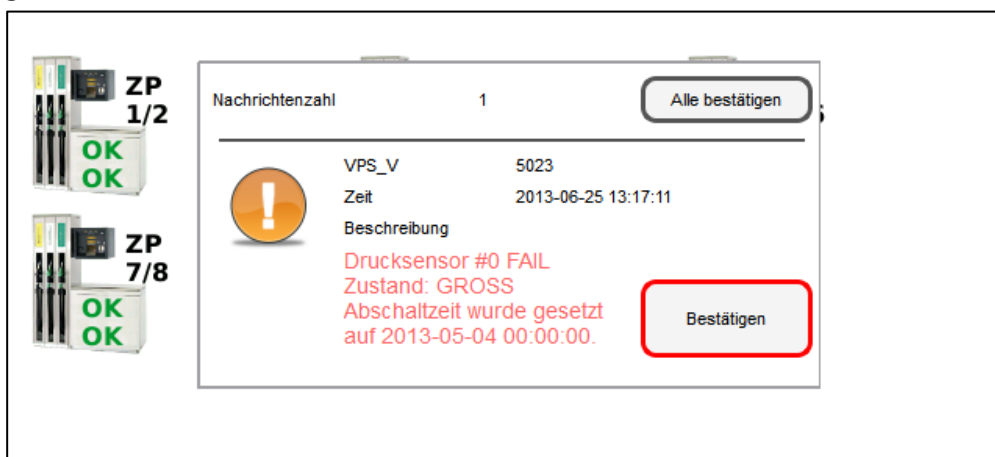 ZP
1/2
OK
OK
ZP
7/8
OK
OK
Nachrichtenzahl 1 Alle bestätigen
VPS_V 5023
Zeit 2013-06-25 13:17:11
Beschreibung
Drucksensor #0 FAIL
Zustand: GROSS
Abschaltzeit wurde gesetzt
auf 2013-05-04 00:00:00.
Bestätigen